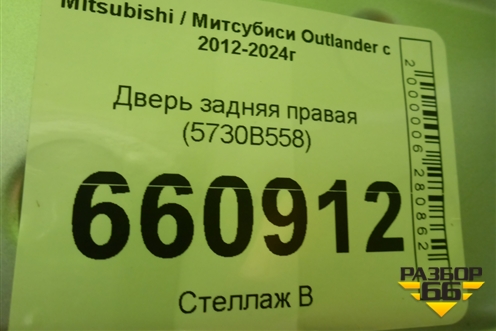 Mitsubishi / Митсубиси Outlander с
2012-2024г
Дверь задняя правая
(5730B558)
660912
Стеллаж В
2000006280862
РАЗБОР
66